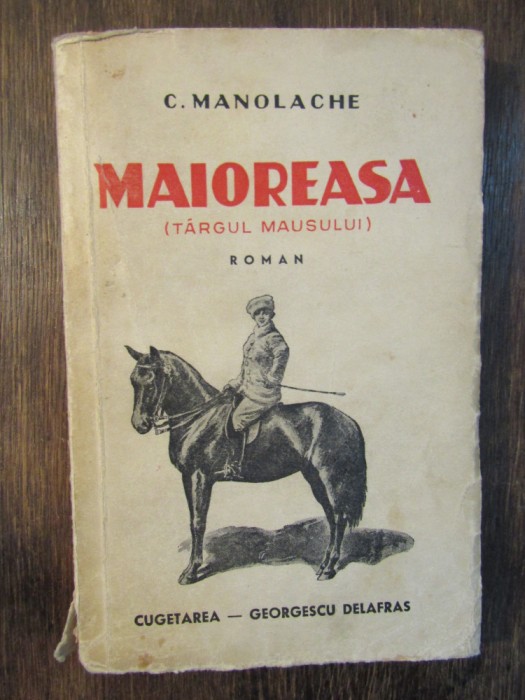 C. MANOLACHE
MAIOREASA
(TÂRGUL MAUSULUI)
ROMAN
CUGETAREA — GEORGESCU DELAFRAS